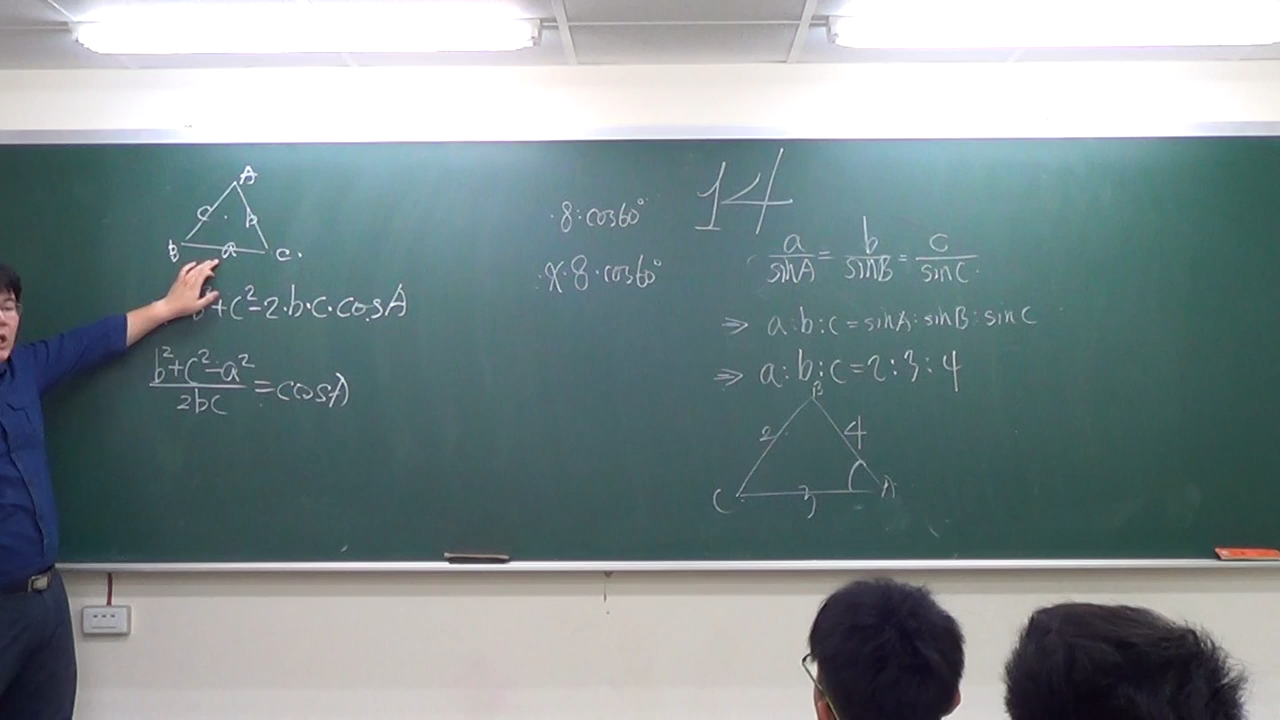 A
c b
B a C
b²+c²-2·b·c·cosA
b²+c²-a² / 2bc = cosA
8·cos60°
x·8·cos60°
14
a/sinA = b/sinB = c/sinC
⇒ a:b:c=sinA:sinB:sinC
⇒ a:b:c=2:3:4
B
2 4
C 3 A